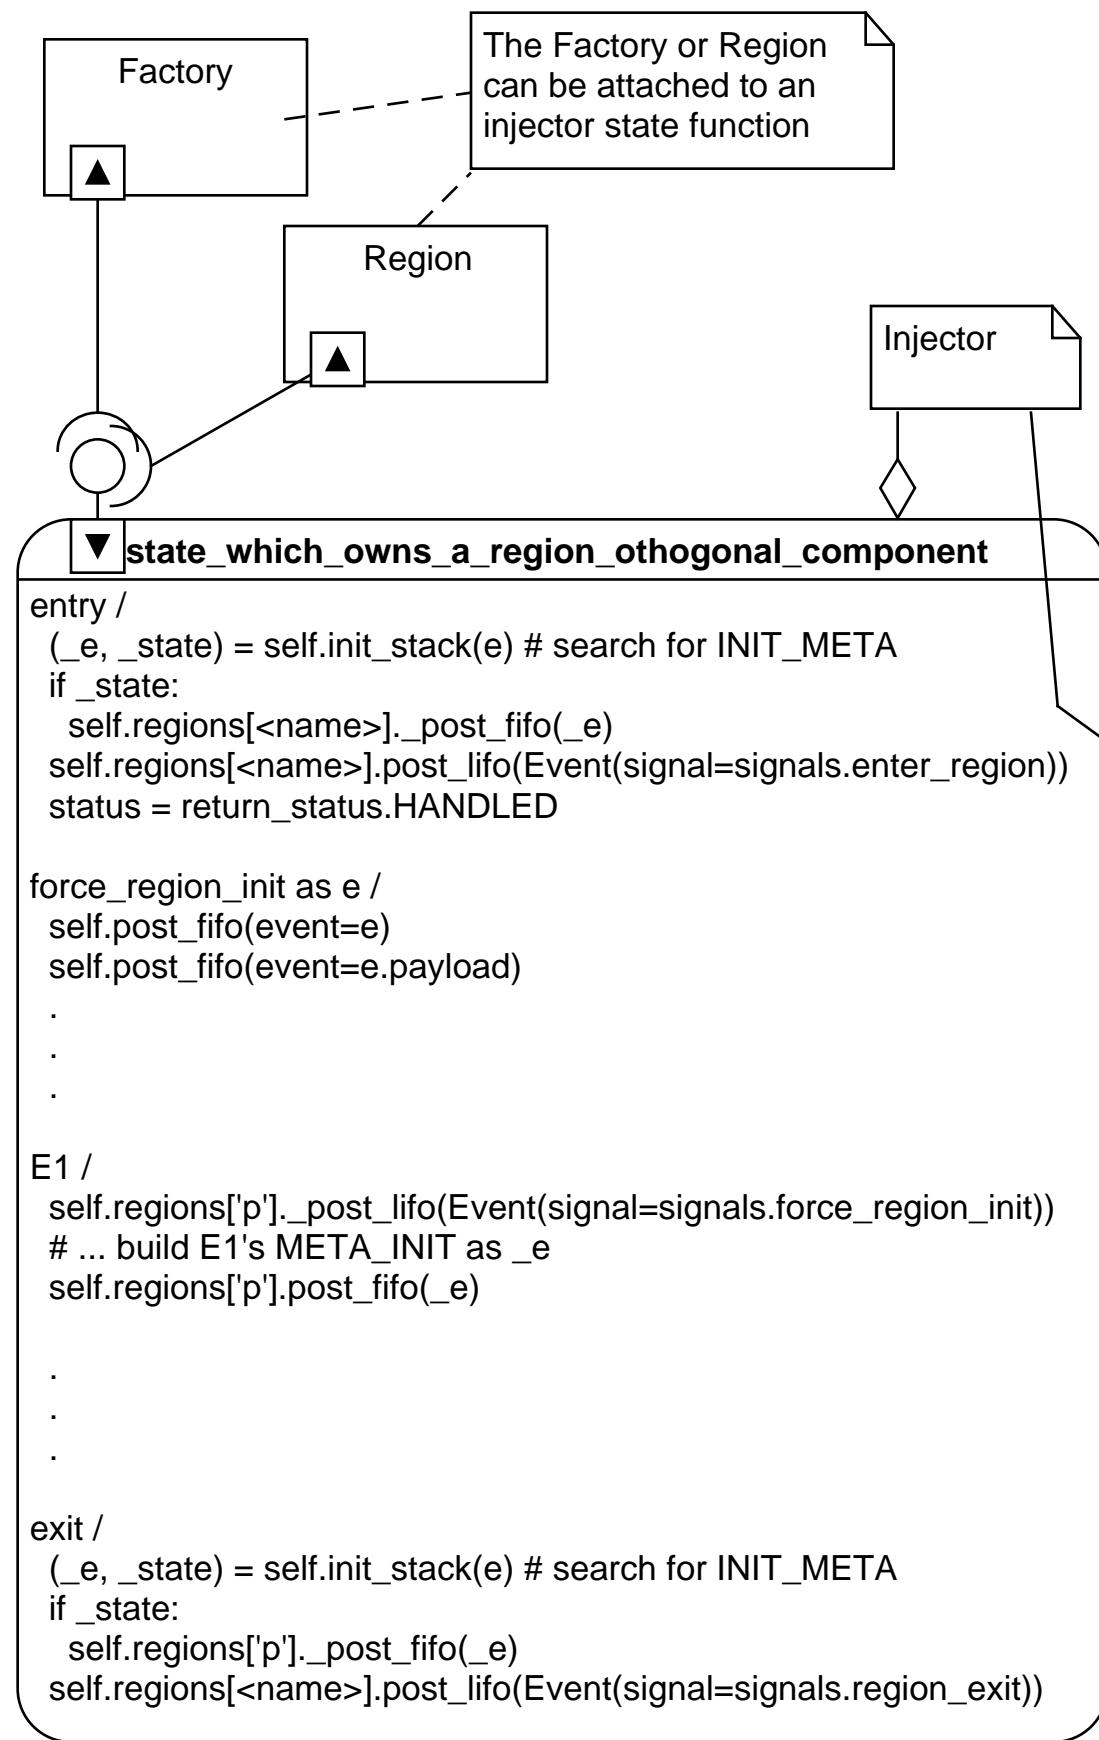 Factory
The Factory or Region
can be attached to an
injector state function
Region
Injector
state_which_owns_a_region_othogonal_component
entry /
(_e, _state) = self.init_stack(e) # search for INIT_META
if _state:
self.regions[<name>]._post_fifo(_e)
self.regions[<name>].post_lifo(Event(signal=signals.enter_region))
status = return_status.HANDLED
force_region_init as e /
self.post_fifo(event=e)
self.post_fifo(event=e.payload)
.
.
.
E1 /
self.regions['p']._post_lifo(Event(signal=signals.force_region_init))
# ... build E1's META_INIT as _e
self.regions['p'].post_fifo(_e)
.
.
.
exit /
(_e, _state) = self.init_stack(e) # search for INIT_META
if _state:
self.regions['p']._post_fifo(_e)
self.regions[<name>].post_lifo(Event(signal=signals.region_exit))